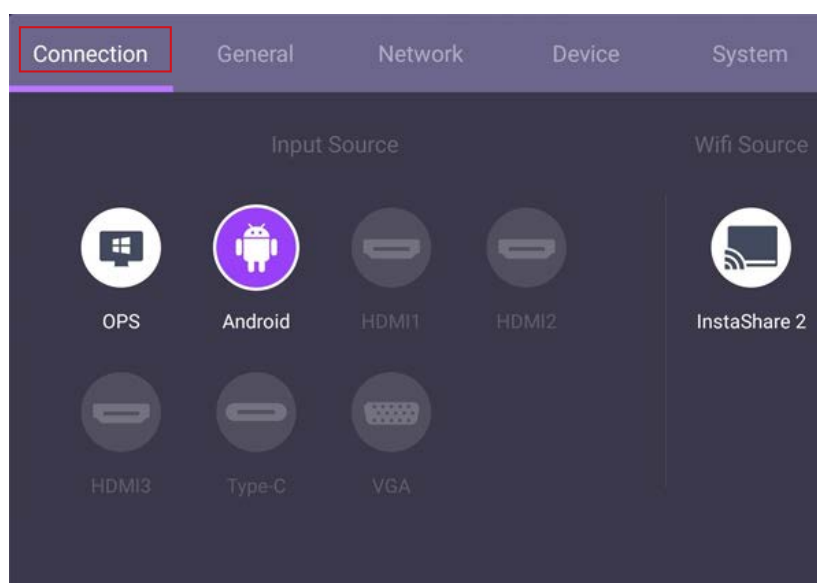 Connection General Network Device System
Input Source Wifi Source
OPS Android HDMI1 HDMI2 InstaShare 2
HDMI3 Type-C VGA